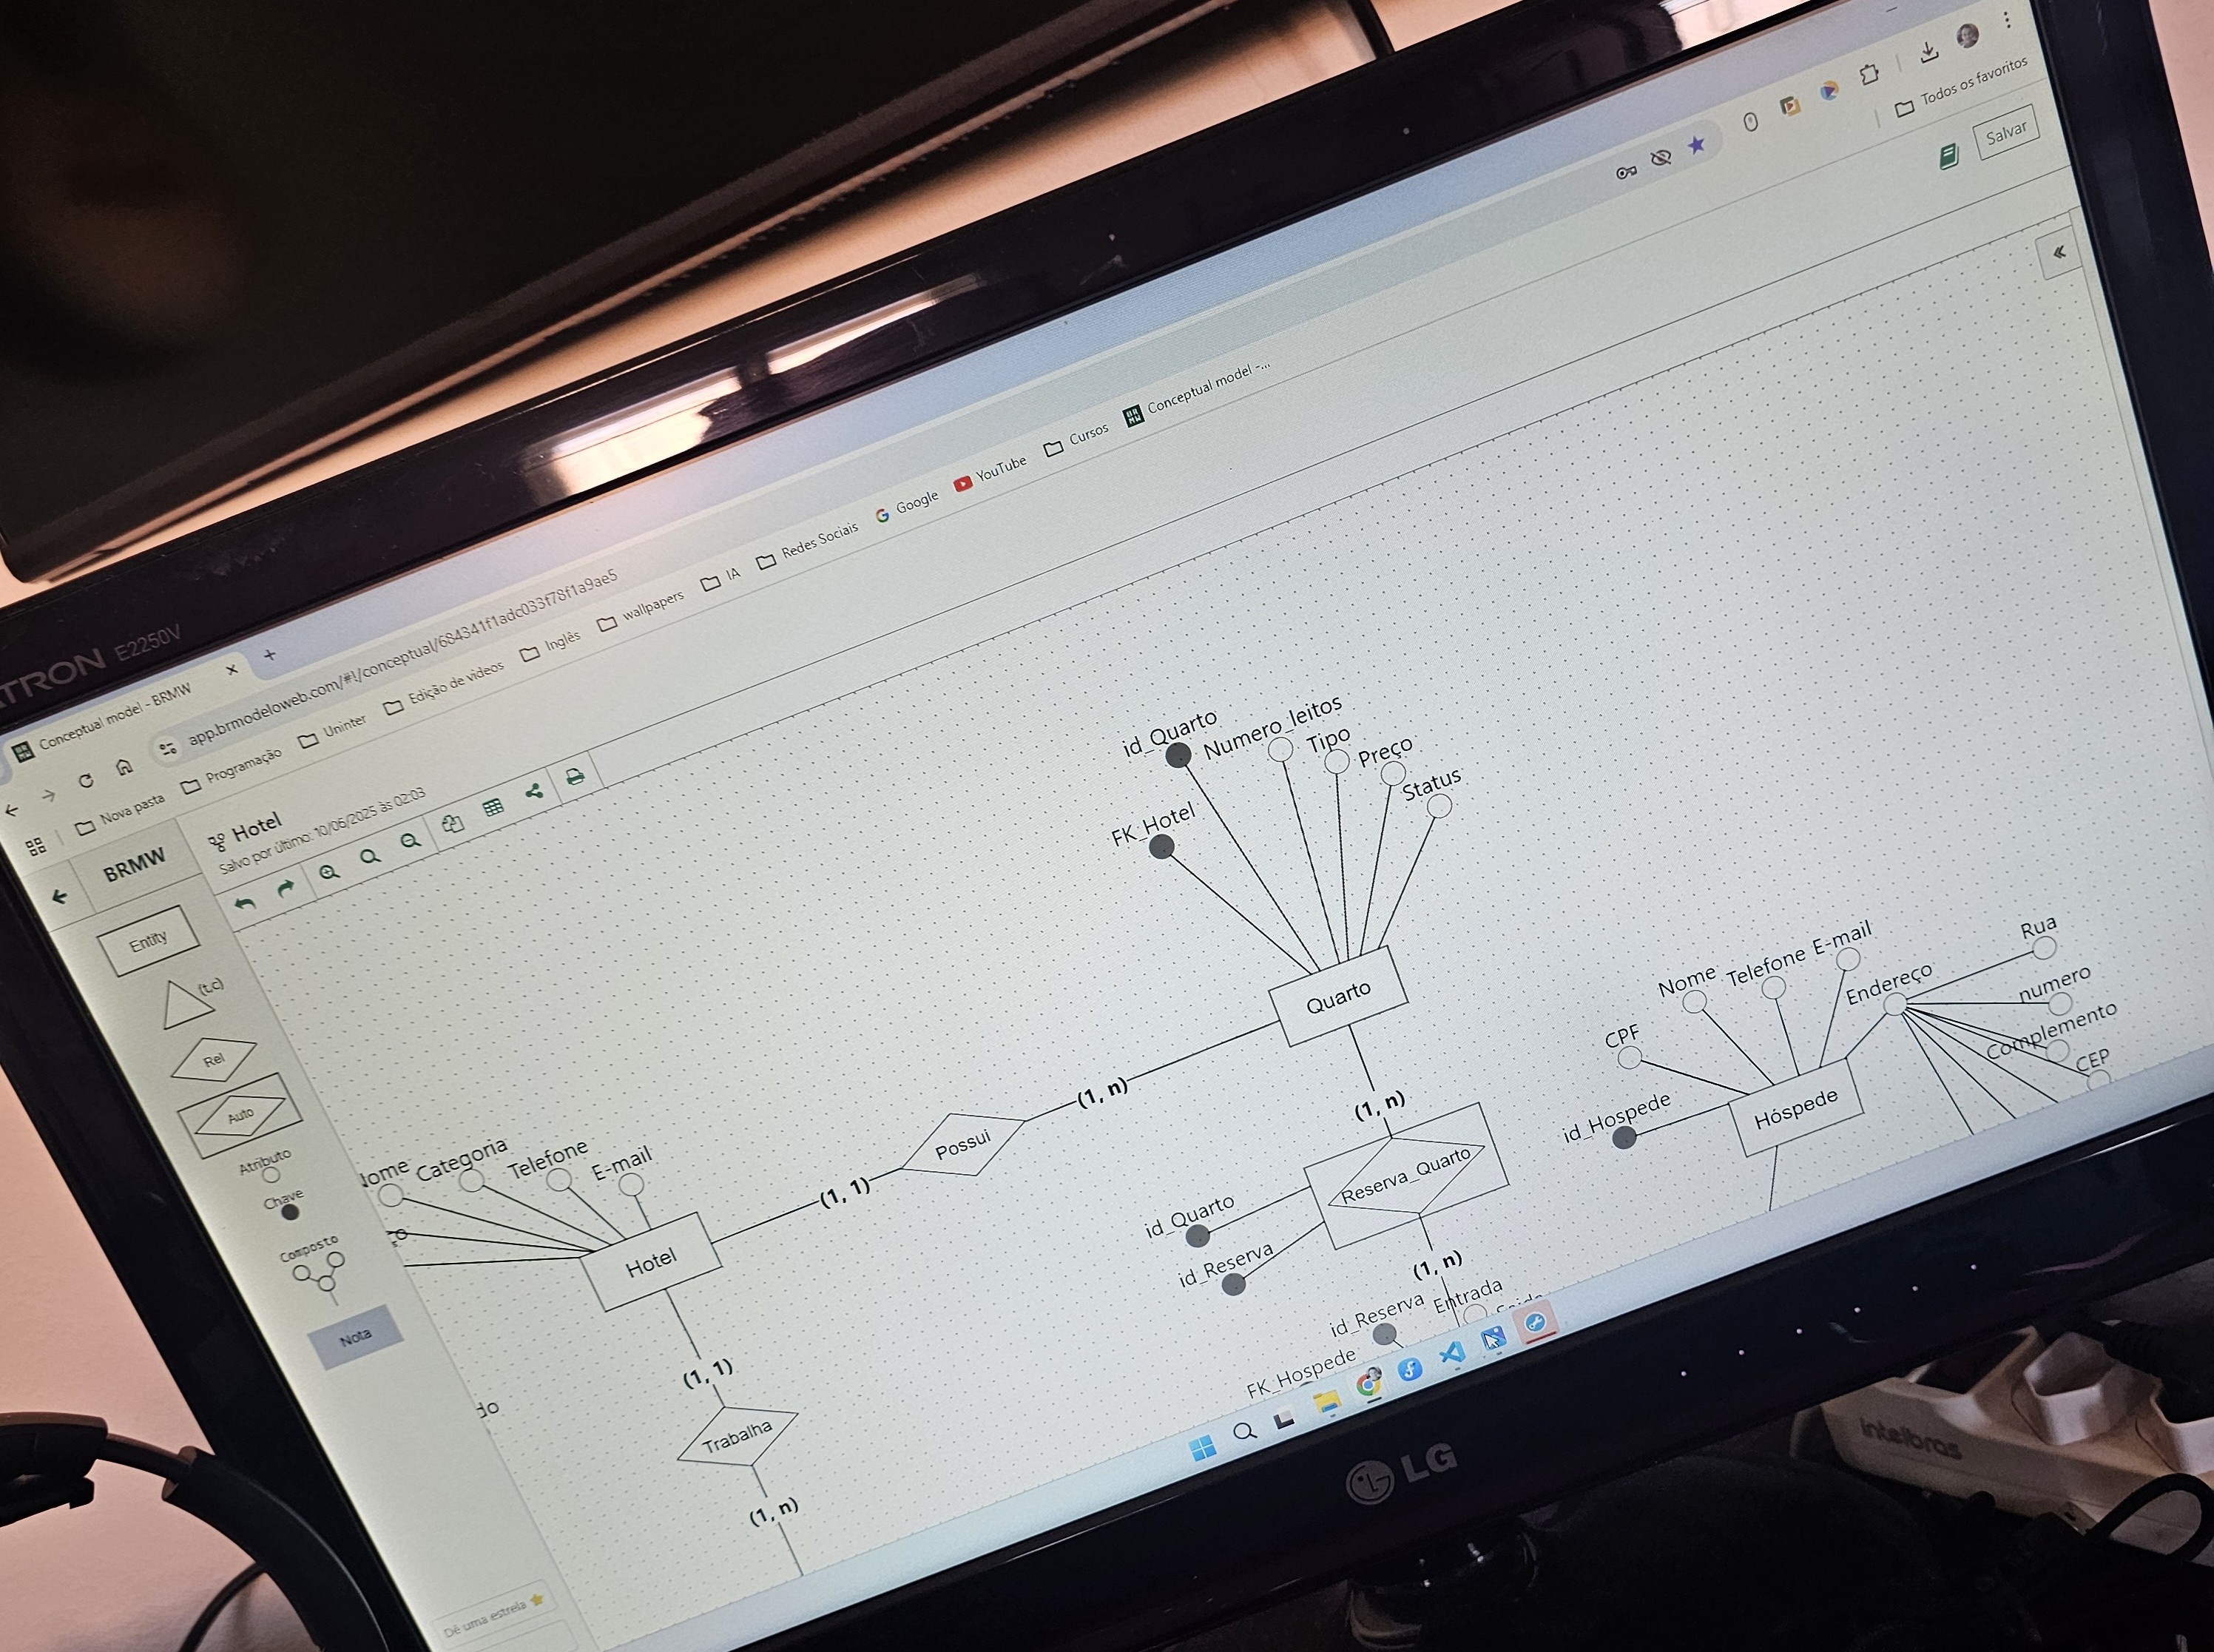 TRON E2250V
Conceptual model - BRMW
app.brmodeloweb.com/#!/conceptual/684341f1adc033f78f1a9ae5
Nova pasta Programação Uninter Edição de videos Inglês wallpapers IA Redes Sociais Google YouTube Cursos Conceptual model -...
Todos os favoritos
BRMW
Hotel
Salvo por último: 10/06/2025 às 02:03
Salvar
Entity
(t,c)
Rel
Auto
Atributo
Chave
Composto
Nota
Dê uma estrela
id_Quarto
Numero_leitos
Tipo
Preço
Status
FK_Hotel
Quarto
(1, n)
Possui
(1, 1)
Categoria
Telefone
E-mail
Hotel
(1, 1)
Trabalha
(1, n)
(1, n)
Reserva_Quarto
id_Quarto
id_Reserva
(1, n)
id_Reserva
Entrada
FK_Hospede
CPF
Nome
Telefone
E-mail
Endereço
Rua
numero
Complemento
CEP
id_Hospede
Hóspede
LG
intelbras